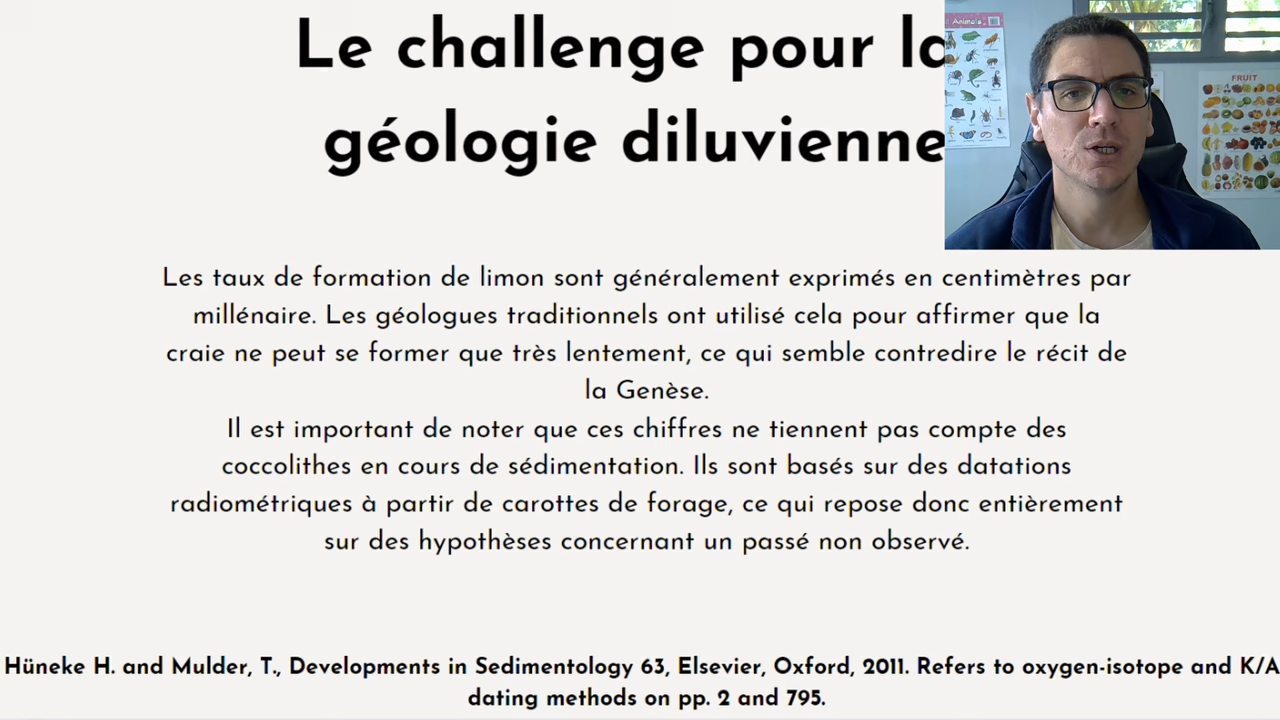 Le challenge pour la
géologie diluvienne
Animals
FRUIT
Les taux de formation de limon sont généralement exprimés en centimètres par
millénaire. Les géologues traditionnels ont utilisé cela pour affirmer que la
craie ne peut se former que très lentement, ce qui semble contredire le récit de
la Genèse.
Il est important de noter que ces chiffres ne tiennent pas compte des
coccolithes en cours de sédimentation. Ils sont basés sur des datations
radiométriques à partir de carottes de forage, ce qui repose donc entièrement
sur des hypothèses concernant un passé non observé.
Hüneke H. and Mulder, T., Developments in Sedimentology 63, Elsevier, Oxford, 2011. Refers to oxygen-isotope and K/A
dating methods on pp. 2 and 795.